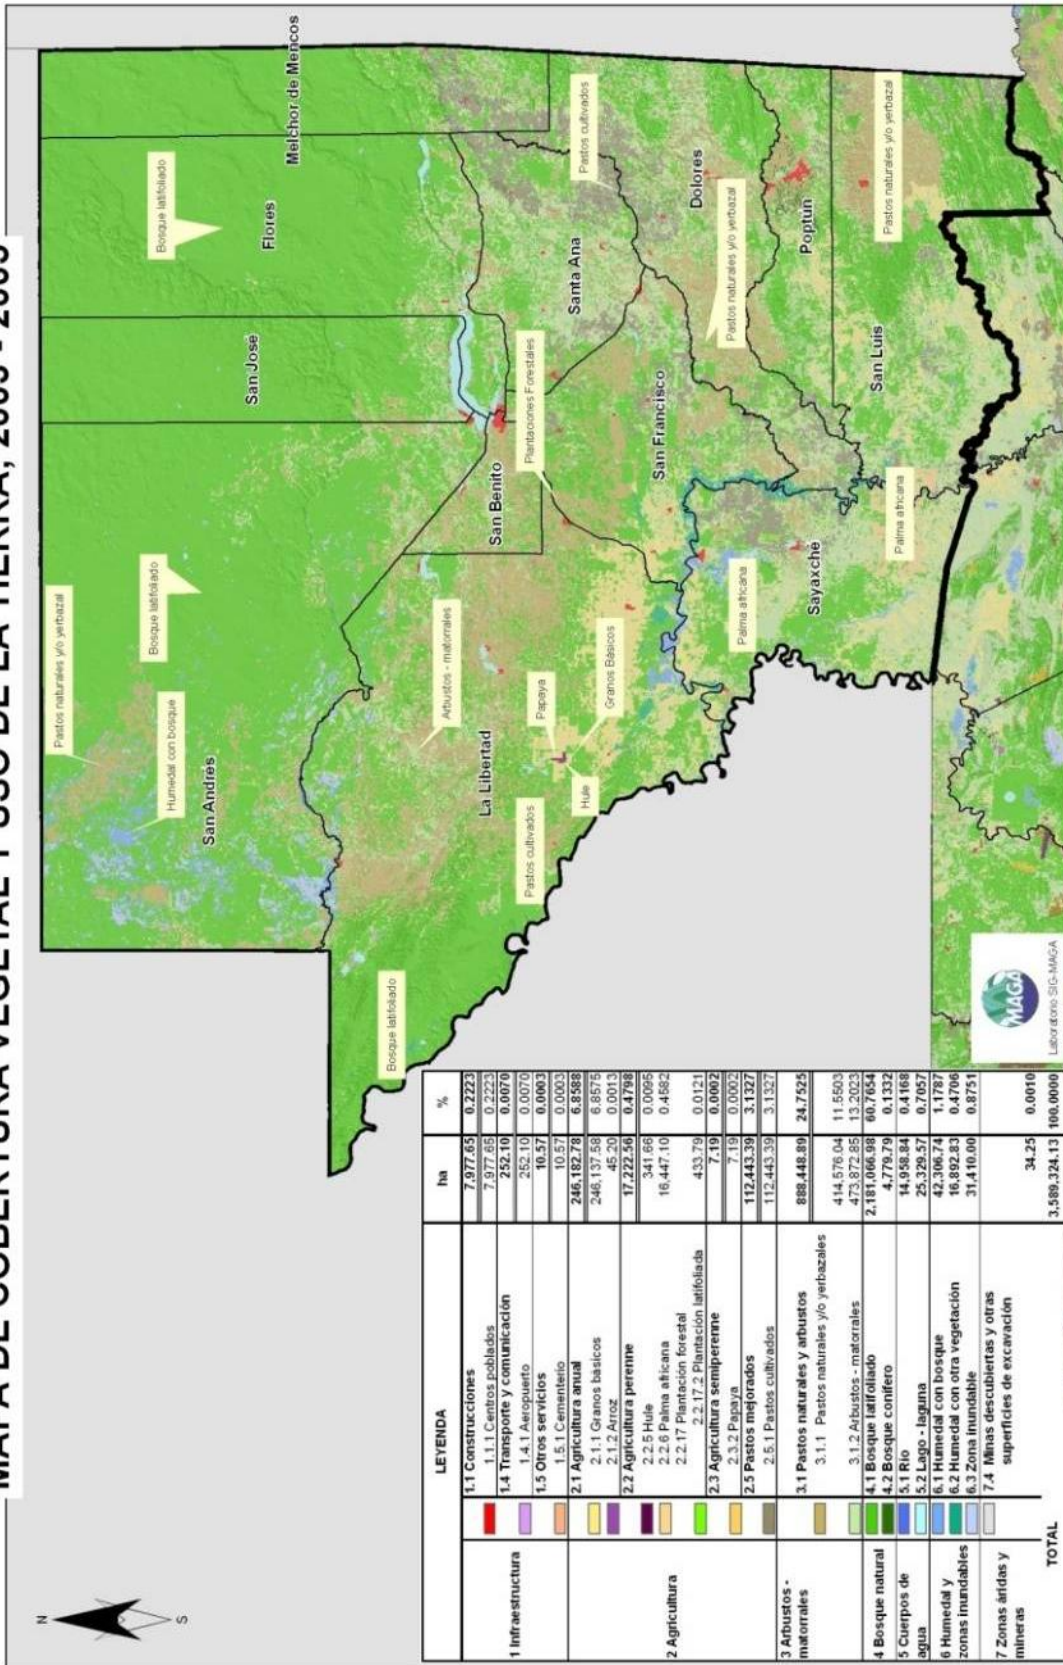 N
S
Melchor de Mencos
Bosque latifoliado
Flores
San José
Pastos naturales y/o yerbazal
Bosque latifoliado
Humedal con bosque
San Andrés
Pastos cultivados
Dolores
Santa Ana
Pastos naturales y/o yerbazal
Poptún
Pastos naturales y/o yerbazal
Plantaciones Forestales
San Benito
San Francisco
San Luis
Arbustos - matorrales
Papaya
Granos Básicos
La Libertad
Hule
Pastos cultivados
Palma africana
Sayaxche
Palma africana
Bosque latifoliado
MAGA
Laboratorio SIG-MAGA
LEYENDA ha %
1 Infraestructura
1.1 Construcciones 7,977.65 0.2223
1.1.1 Centros poblados 7,977.65 0.2223
1.4 Transporte y comunicación 252.10 0.0070
1.4.1 Aeropuerto 252.10 0.0070
1.5 Otros servicios 10.57 0.0003
1.5.1 Cementerio 10.57 0.0003
2 Agricultura
2.1 Agricultura anual 246,182.78 6.8588
2.1.1 Granos básicos 246,137.58 6.8575
2.1.2 Arroz 45.20 0.0013
2.2 Agricultura perenne 17,222.56 0.4798
2.2.5 Hule 341.66 0.0095
2.2.6 Palma africana 16,447.10 0.4582
2.2.17 Plantación forestal
2.2.17.2 Plantación latifoliada 433.79 0.0121
2.3 Agricultura semiperenne 7.19 0.0002
2.3.2 Papaya 7.19 0.0002
2.5 Pastos mejorados 112,443.39 3.1327
2.5.1 Pastos cultivados 112,443.39 3.1327
3 Arbustos - matorrales
3.1 Pastos naturales y arbustos 888,448.89 24.7525
3.1.1 Pastos naturales y/o yerbazales 414,576.04 11.5503
3.1.2 Arbustos - matorrales 473,872.85 13.2023
4 Bosque natural
4.1 Bosque latifoliado 2,181,066.98 60.7654
4.2 Bosque conífero 4,779.79 0.1332
5 Cuerpos de agua
5.1 Rio 14,958.84 0.4168
5.2 Lago - laguna 25,329.57 0.7057
6 Humedal y zonas inundables
6.1 Humedal con bosque 42,306.74 1.1787
6.2 Humedal con otra vegetación 16,892.83 0.4706
6.3 Zona inundable 31,410.00 0.8751
7 Zonas áridas y mineras
7.4 Minas descubiertas y otras superficies de excavación 34.25 0.0010
TOTAL 3,589,324.13 100.0000